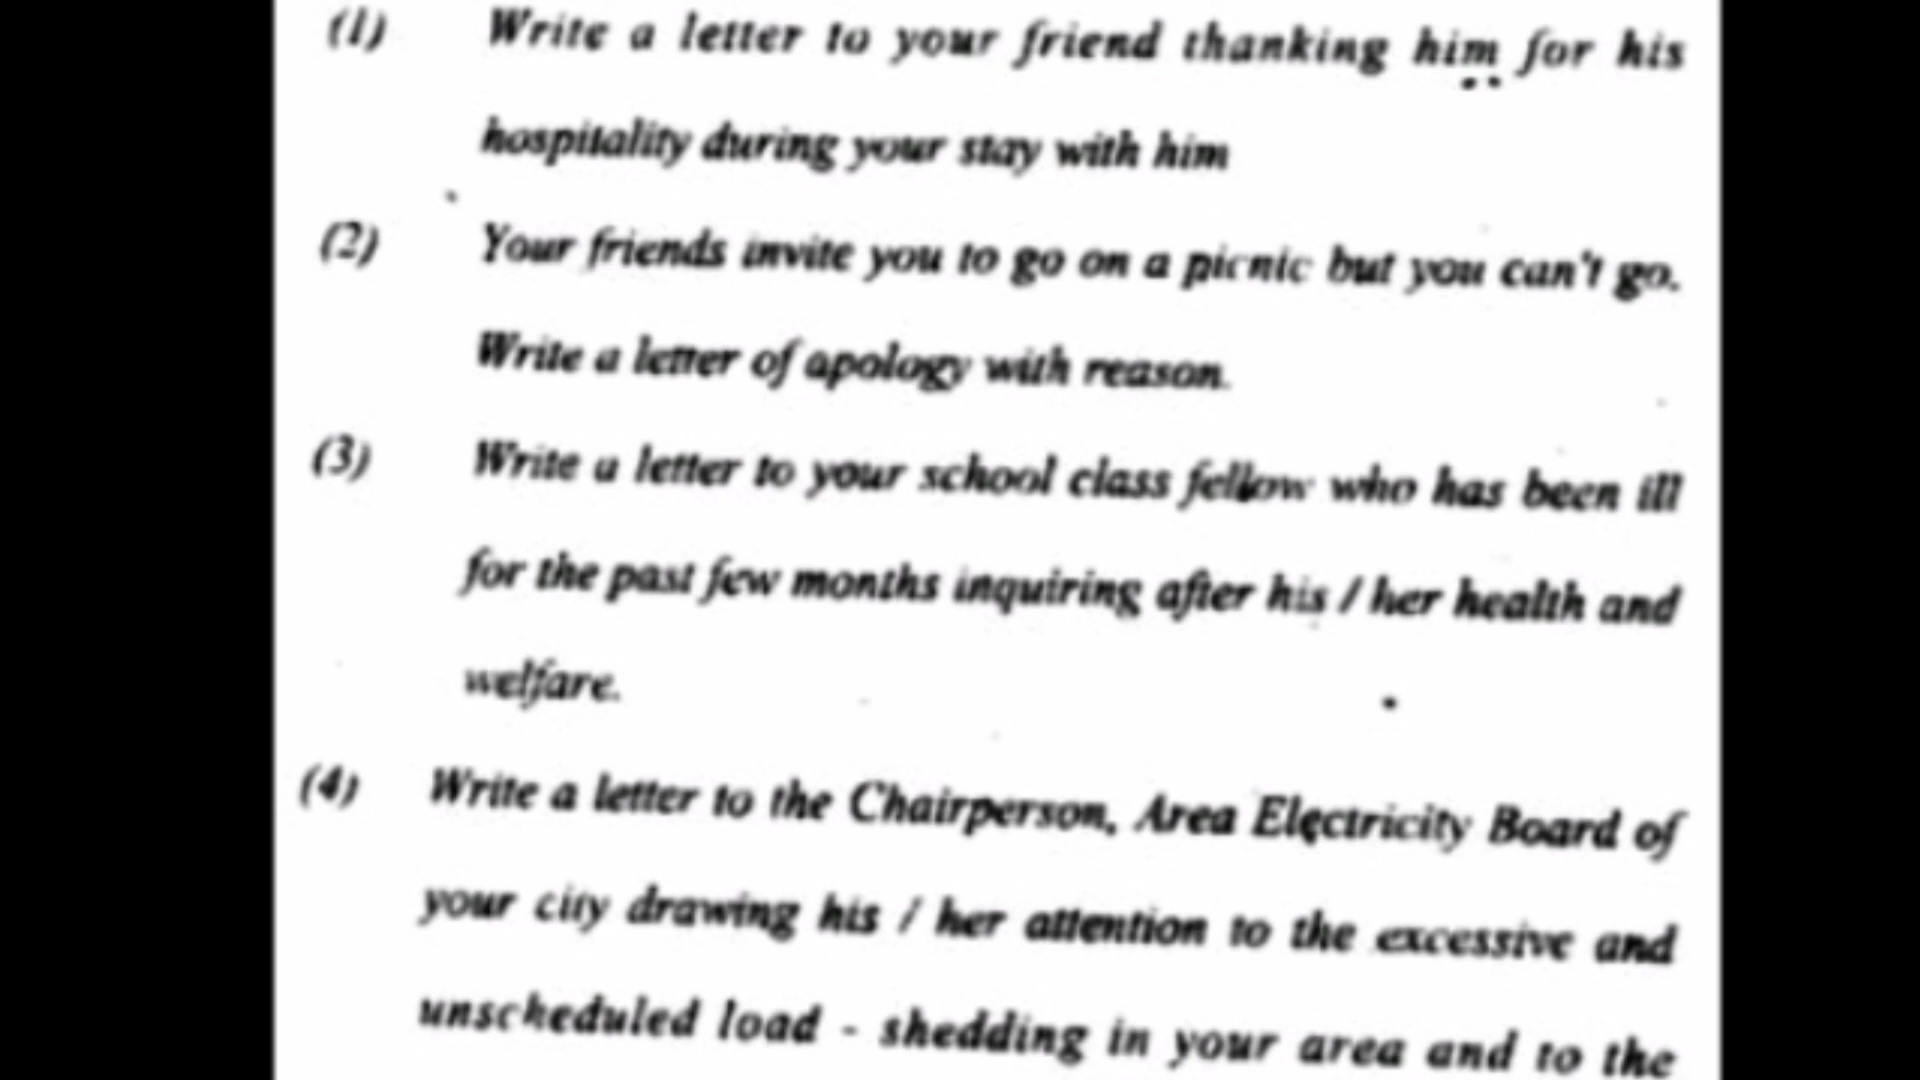 (1) Write a letter to your friend thanking him for his
hospitality during your stay with him
(2) Your friends invite you to go on a picnic but you can't go.
Write a letter of apology with reason.
(3) Write a letter to your school class fellow who has been ill
for the past few months inquiring after his / her health and
welfare.
(4) Write a letter to the Chairperson, Area Electricity Board of
your city drawing his / her attention to the excessive and
unscheduled load - shedding in your area and to the